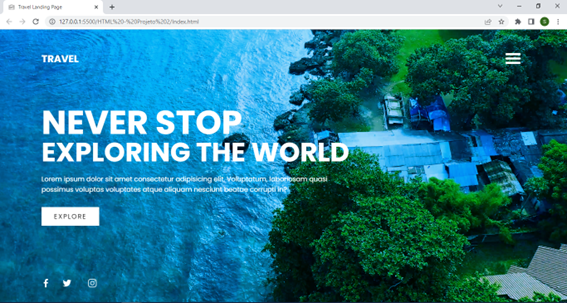 Travel Landing Page
127.0.0.1:5500/HTML%20-%20Projeto%202/index.html
TRAVEL
NEVER STOP
EXPLORING THE WORLD
Lorem ipsum dolor sit amet consectetur adipisicing elit. Voluptatum, laboriosam quasi
possimus voluptas voluptates atque aliquam nesciunt beatae corrupti in?
EXPLORE